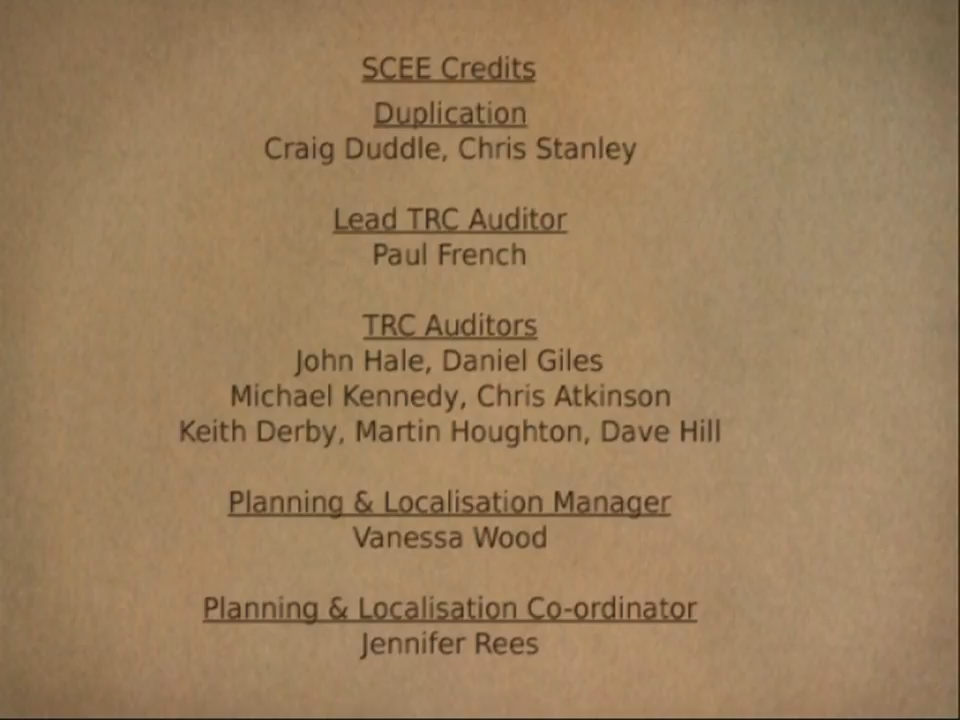 SCEE Credits
Duplication
Craig Duddle, Chris Stanley
Lead TRC Auditor
Paul French
TRC Auditors
John Hale, Daniel Giles
Michael Kennedy, Chris Atkinson
Keith Derby, Martin Houghton, Dave Hill
Planning & Localisation Manager
Vanessa Wood
Planning & Localisation Co-ordinator
Jennifer Rees